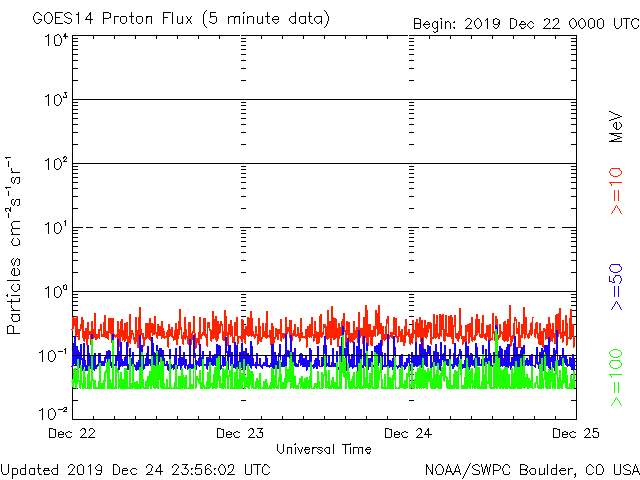 GOES14 Proton Flux (5 minute data)
Begin: 2019 Dec 22 0000 UTC
Particles cm⁻²s⁻¹sr⁻¹
10⁴
10³
10²
10¹
10⁰
10⁻¹
10⁻²
MeV
>=10
>=50
>=100
Dec 22
Dec 23
Dec 24
Dec 25
Universal Time
Updated 2019 Dec 24 23:56:02 UTC
NOAA/SWPC Boulder, CO USA